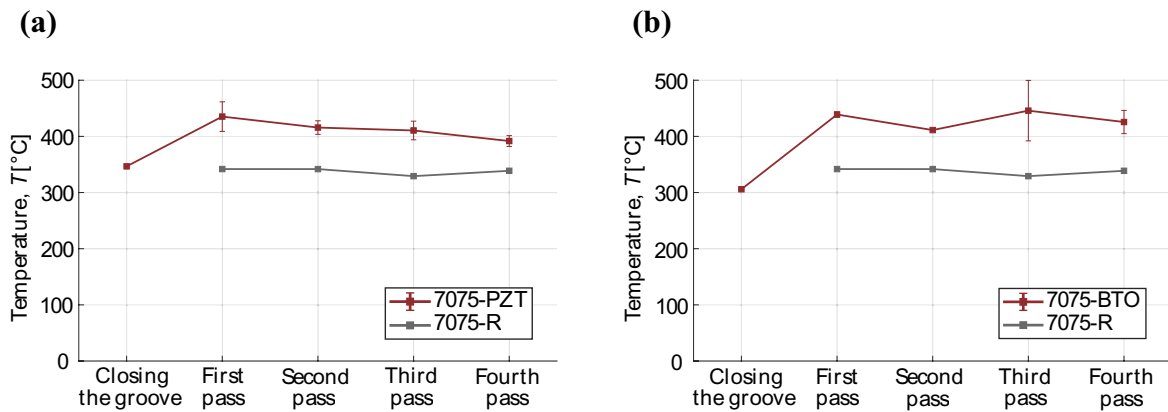 (a)
500
400
300
200
100
0
Temperature, T[°C]
7075-PZT
7075-R
Closing
the groove
First
pass
Second
pass
Third
pass
Fourth
pass
(b)
500
400
300
200
100
0
Temperature, T[°C]
7075-BTO
7075-R
Closing
the groove
First
pass
Second
pass
Third
pass
Fourth
pass